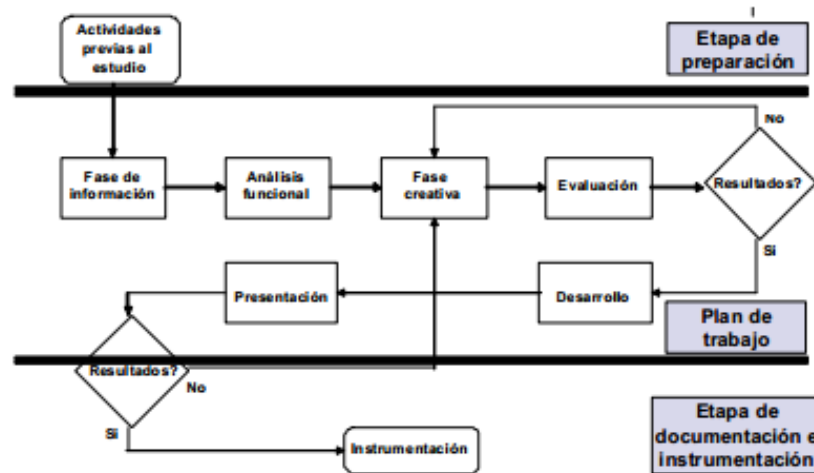 Actividades
previas al
estudio
Etapa de
preparación
No
Fase de
información
Análisis
funcional
Fase
creativa
Evaluación
Resultados?
Si
Presentación
Desarrollo
Plan de
trabajo
Resultados?
No
Si
Instrumentación
Etapa de
documentación e
instrumentación